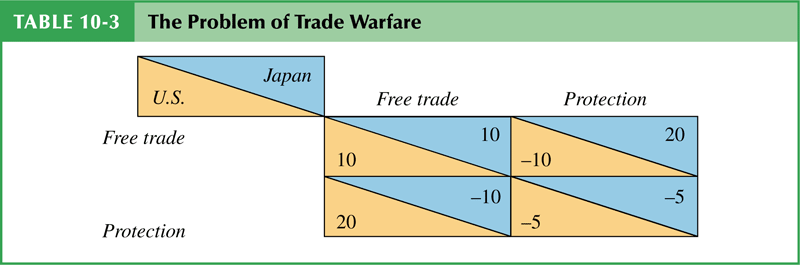 TABLE 10-3 The Problem of Trade Warfare
Japan
U.S. Free trade Protection
Free trade
10 20
10 –10
–10 –5
20 –5
Protection